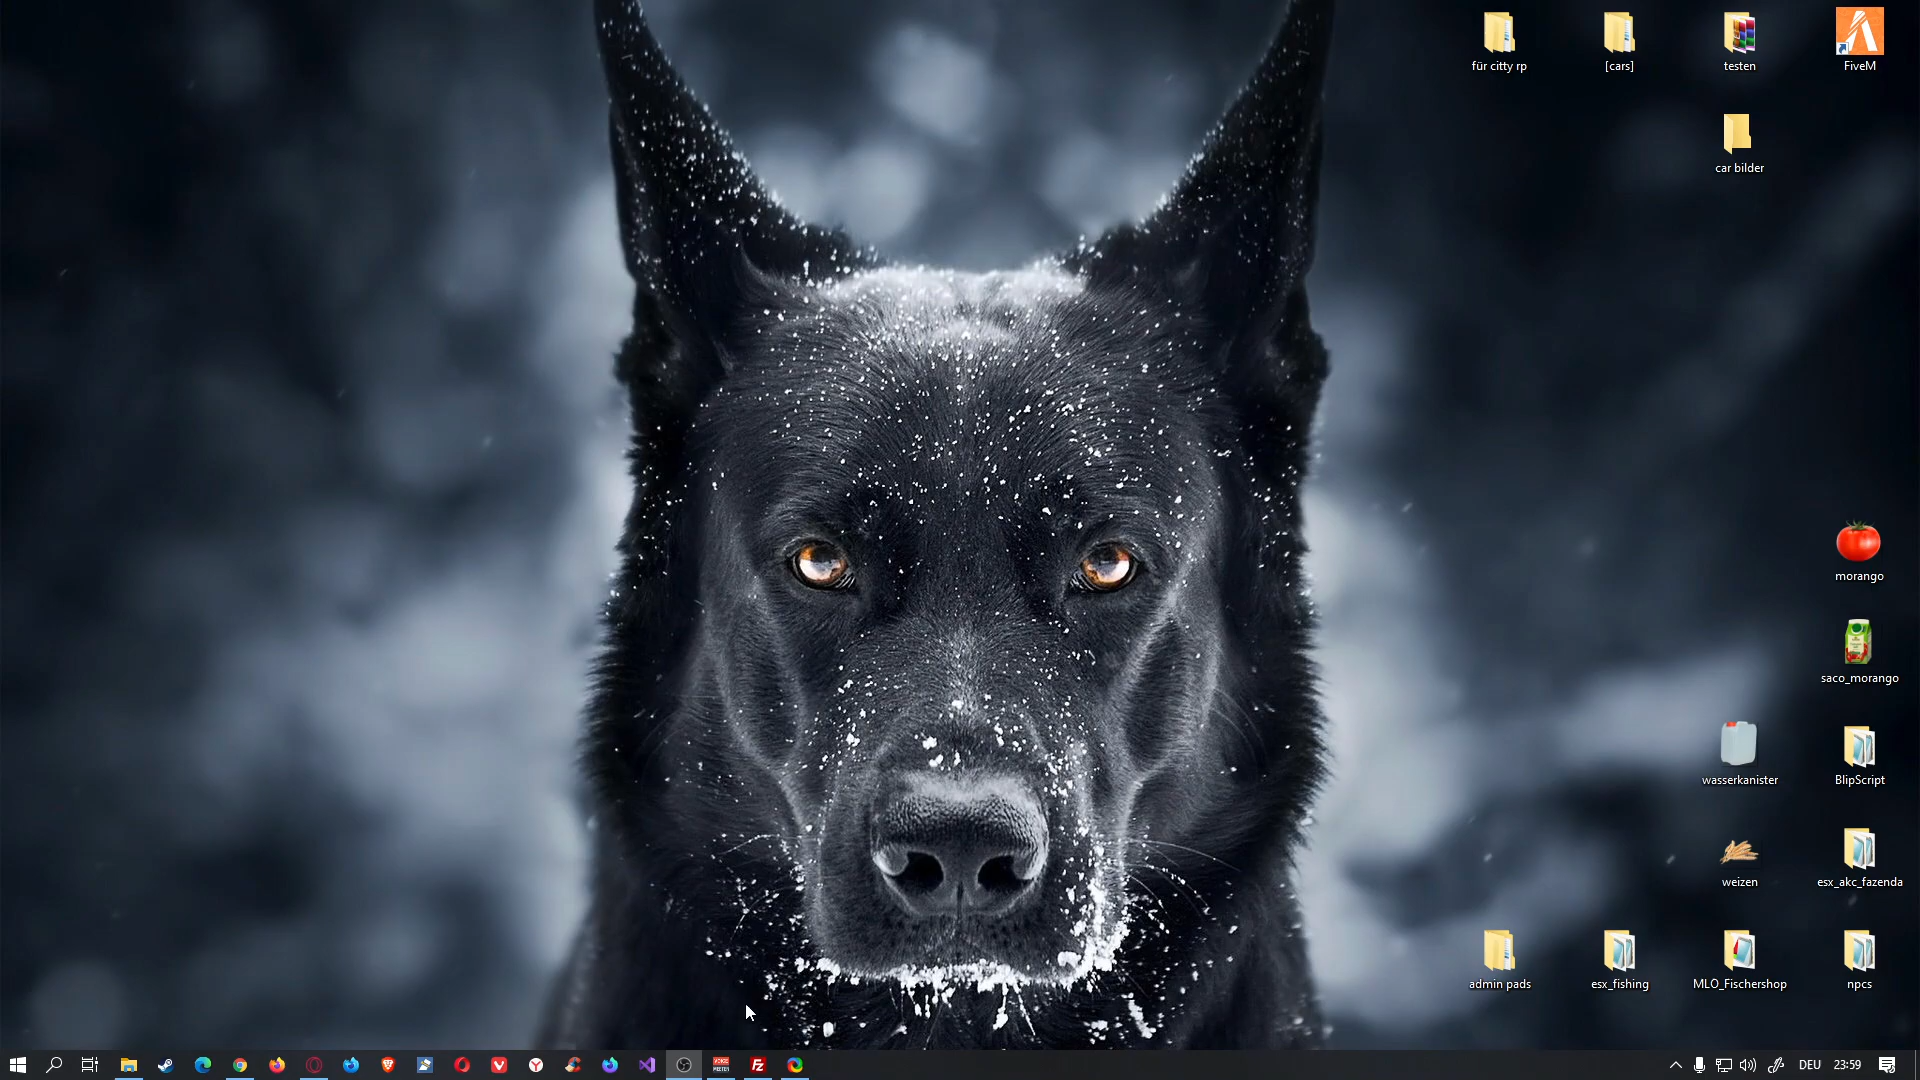 für citty rp
[cars]
testen
FiveM
car bilder
morango
saco_morango
wasserkanister
BlipScript
weizen
esx_akc_fazenda
admin pads
esx_fishing
MLO_Fischershop
npcs
DEU
23:59